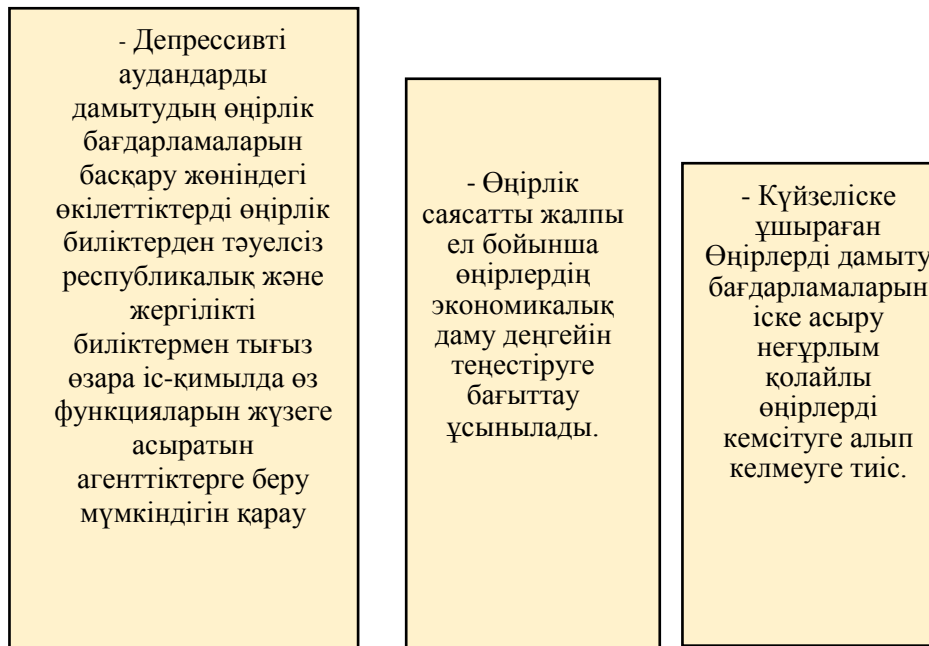 - Депрессивті
аудандарды
дамытудың өңірлік
бағдарламаларын
басқару жөніндегі
өкілеттіктерді өңірлік
биліктерден тәуелсіз
республикалық және
жергілікті
биліктермен тығыз
өзара іс-қимылда өз
функцияларын жүзеге
асыратын
агенттіктерге беру
мүмкіндігін қарау
- Өңірлік
саясатты жалпы
ел бойынша
өңірлердің
экономикалық
даму деңгейін
теңестіруге
бағыттау
ұсынылады.
- Күйзеліске
ұшыраған
Өңірлерді дамыту
бағдарламаларын
іске асыру
неғұрлым
қолайлы
өңірлерді
кемсітуге алып
келмеуге тиіс.